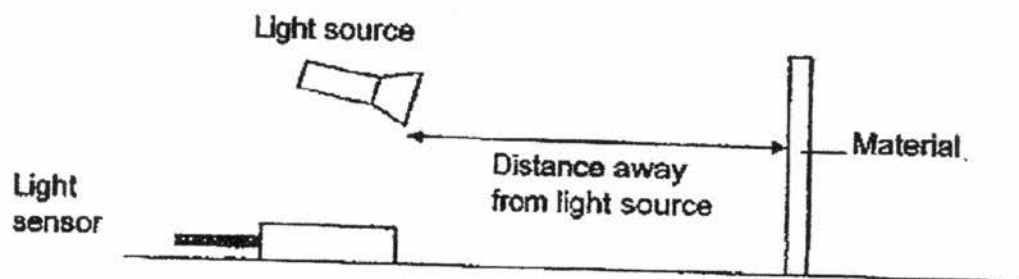 Light source
Material
Distance away
from light source
Light
sensor